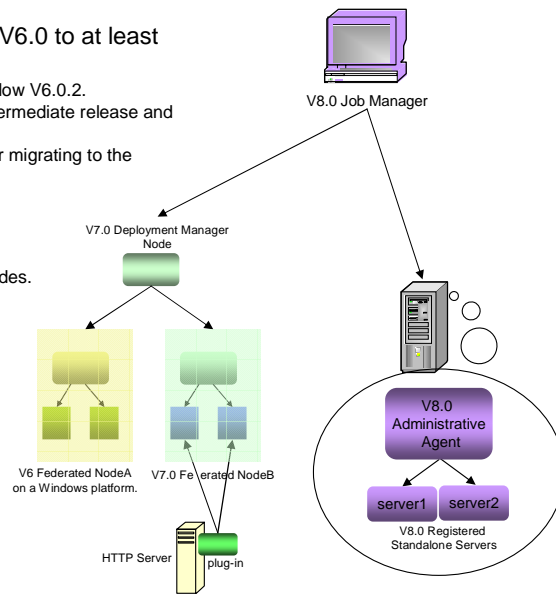 V6.0 to at least
low V6.0.2.
ermediate release and
r migrating to the
des.
V8.0 Job Manager
V7.0 Deployment Manager
Node
V6 Federated NodeA
on a Windows platform.
V7.0 Federated NodeB
HTTP Server
plug-in
V8.0
Administrative
Agent
server1
server2
V8.0 Registered
Standalone Servers